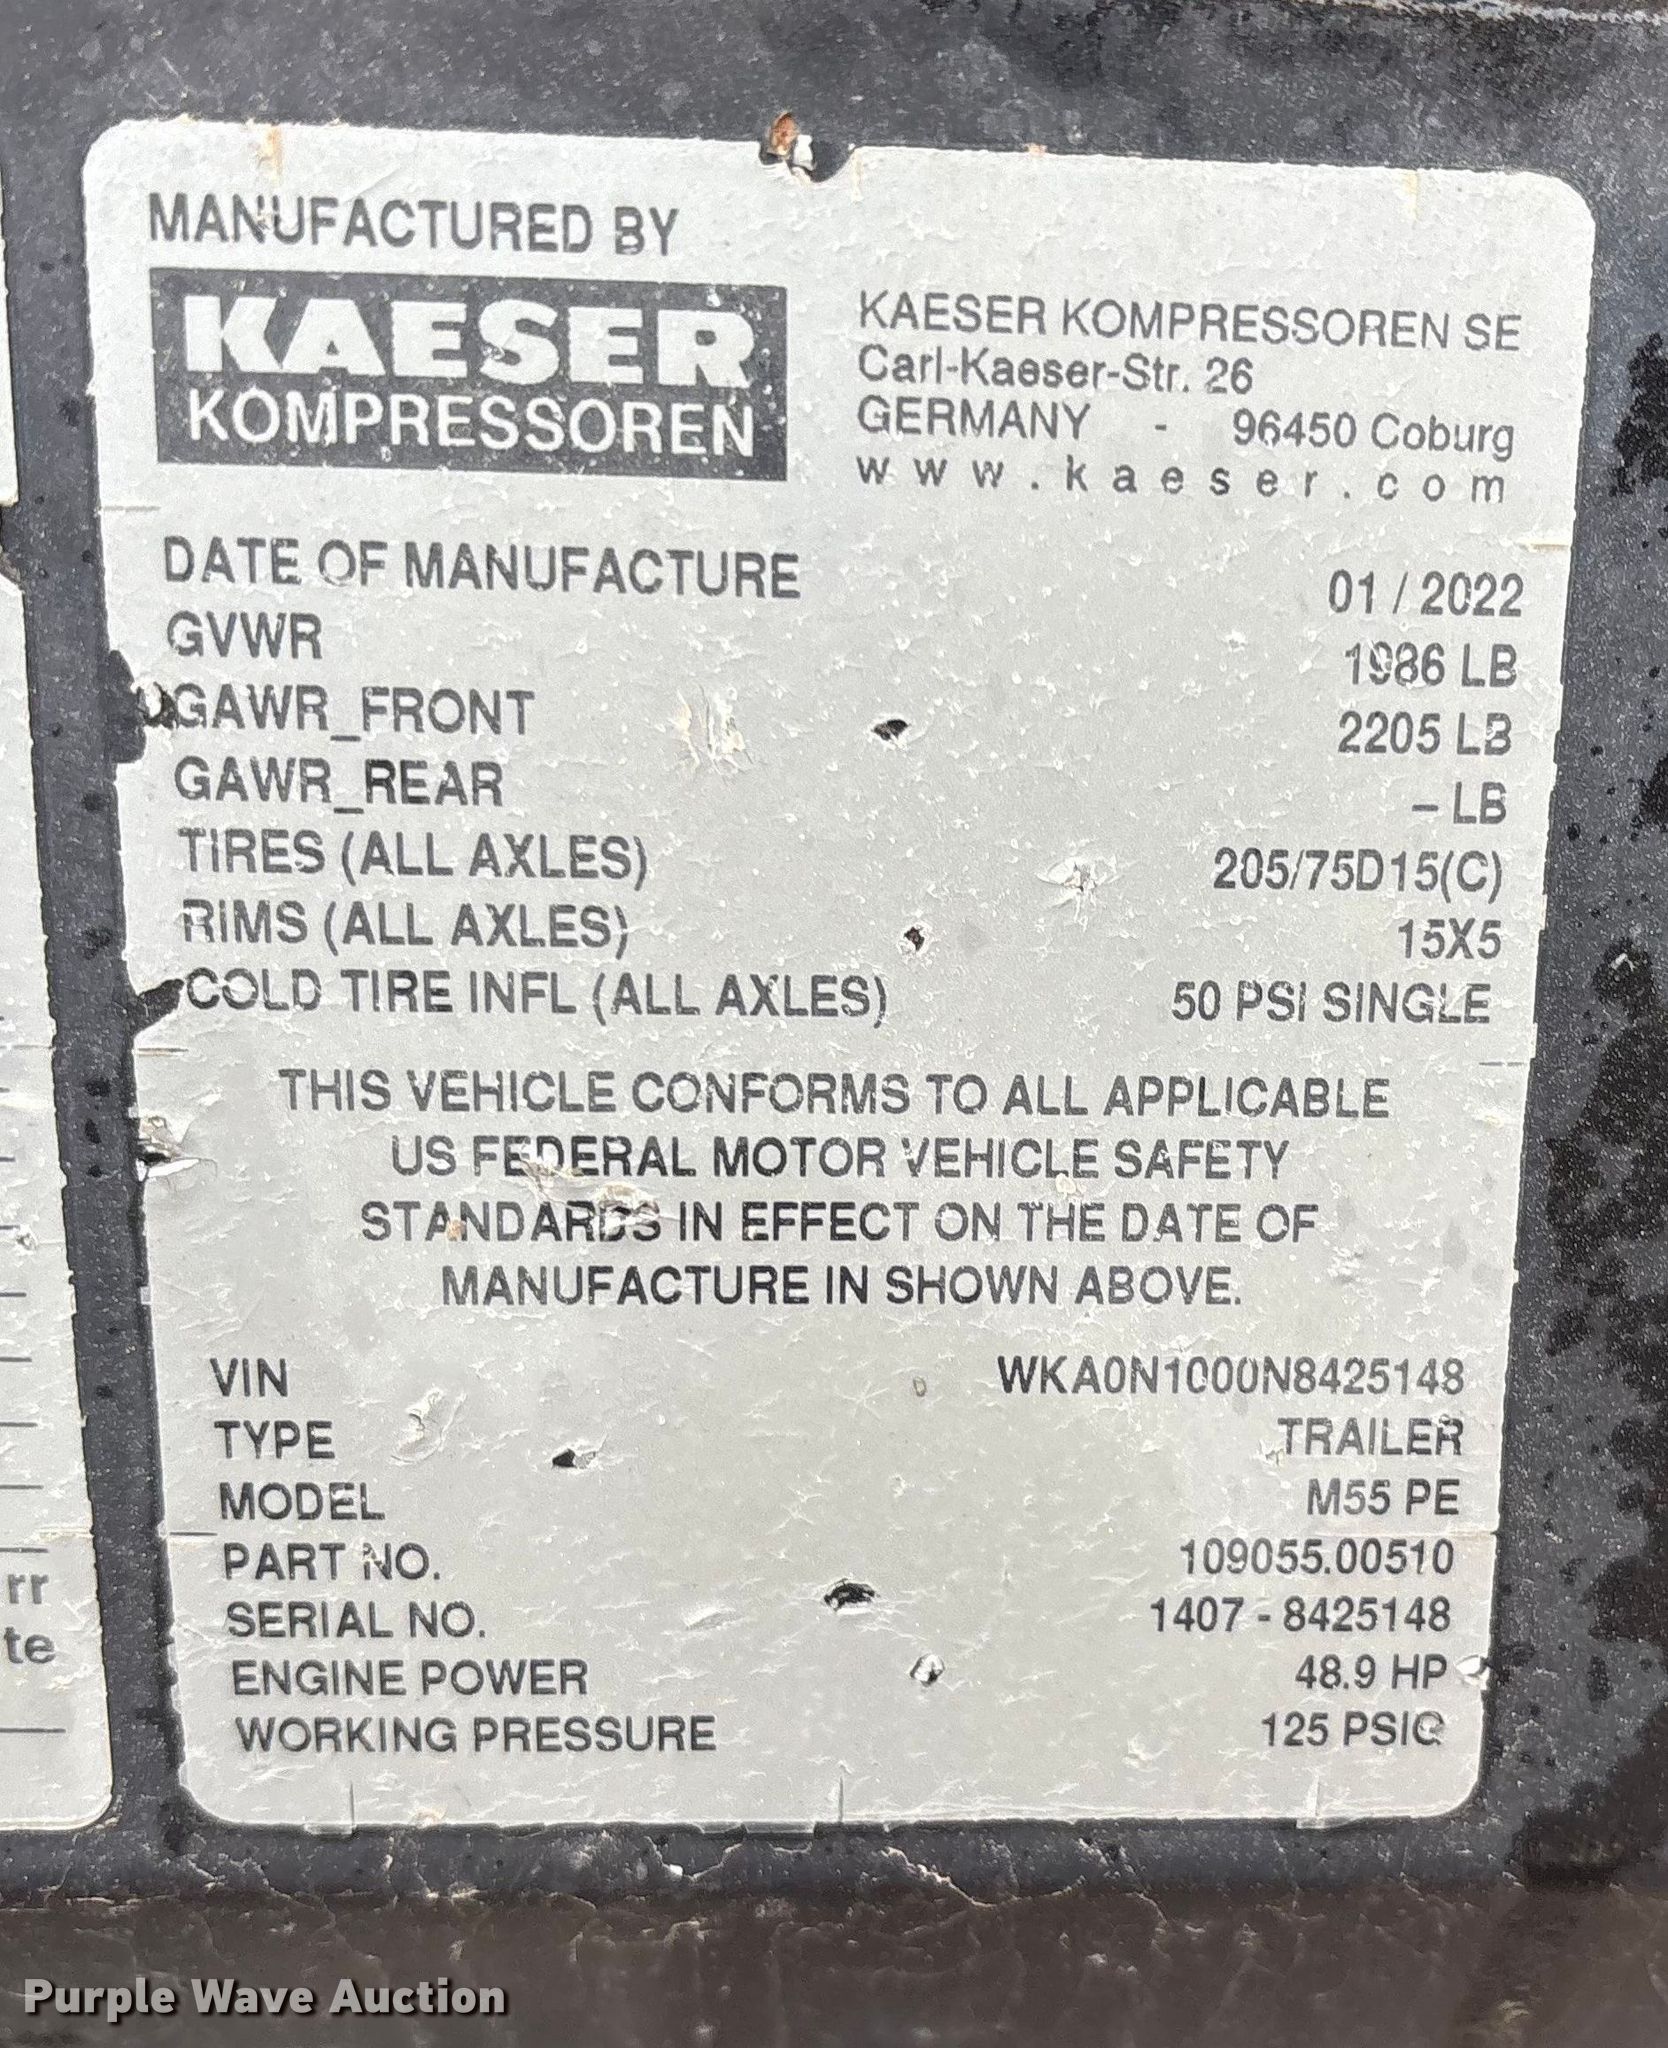 MANUFACTURED BY
KAESER
KOMPRESSOREN
KAESER KOMPRESSOREN SE
Carl-Kaeser-Str. 26
GERMANY - 96450 Coburg
www.kaeser.com
DATE OF MANUFACTURE 01 / 2022
GVWR 1986 LB
GAWR_FRONT 2205 LB
GAWR_REAR – LB
TIRES (ALL AXLES) 205/75D15(C)
RIMS (ALL AXLES) 15X5
COLD TIRE INFL (ALL AXLES) 50 PSI SINGLE
THIS VEHICLE CONFORMS TO ALL APPLICABLE
US FEDERAL MOTOR VEHICLE SAFETY
STANDARDS IN EFFECT ON THE DATE OF
MANUFACTURE IN SHOWN ABOVE.
VIN WKA0N1000N8425148
TYPE TRAILER
MODEL M55 PE
PART NO. 109055.00510
SERIAL NO. 1407 - 8425148
ENGINE POWER 48.9 HP
WORKING PRESSURE 125 PSIG
rr
te
Purple Wave Auction